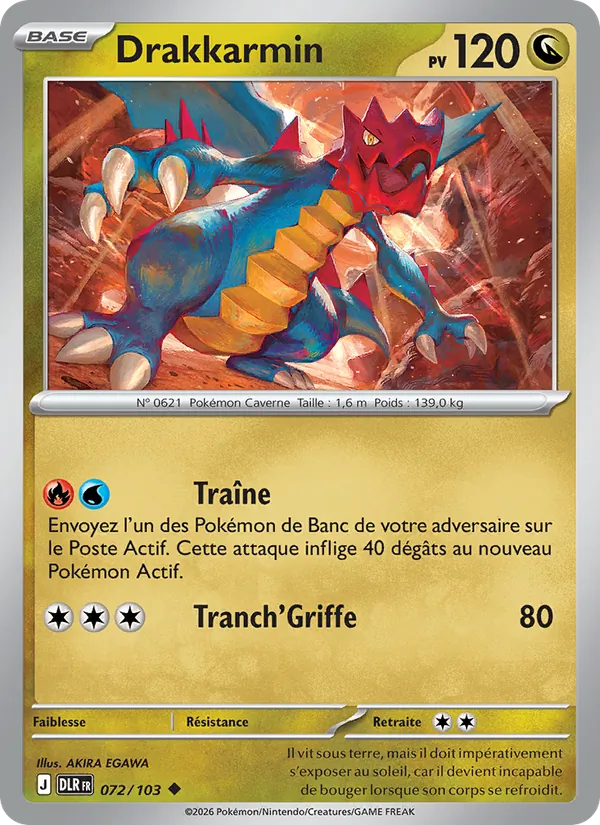 BASE
Drakkarmin
PV 120
N° 0621 Pokémon Caverne Taille : 1,6 m Poids : 139,0 kg
Traîne
Envoyez l'un des Pokémon de Banc de votre adversaire sur
le Poste Actif. Cette attaque inflige 40 dégâts au nouveau
Pokémon Actif.
Tranch'Griffe 80
Faiblesse Résistance Retraite
Illus. AKIRA EGAWA
Il vit sous terre, mais il doit impérativement
s'exposer au soleil, car il devient incapable
de bouger lorsque son corps se refroidit.
J DLR FR 072/103
©2026 Pokémon/Nintendo/Creatures/GAME FREAK